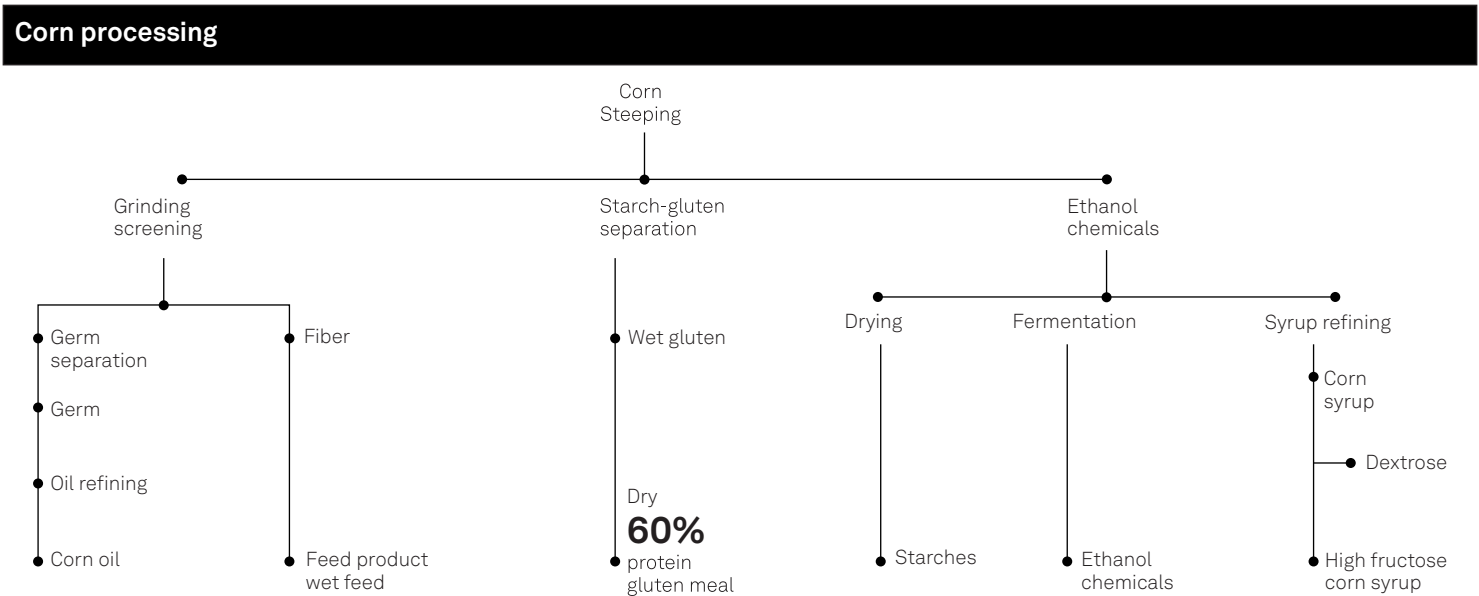 Corn processing
Corn
Steeping
Grinding
screening
Starch-gluten
separation
Ethanol
chemicals
Drying
Fermentation
Syrup refining
Germ
separation
Fiber
Wet gluten
Corn
syrup
Germ
Dextrose
Oil refining
Dry
60%
protein
gluten meal
Corn oil
Feed product
wet feed
Starches
Ethanol
chemicals
High fructose
corn syrup